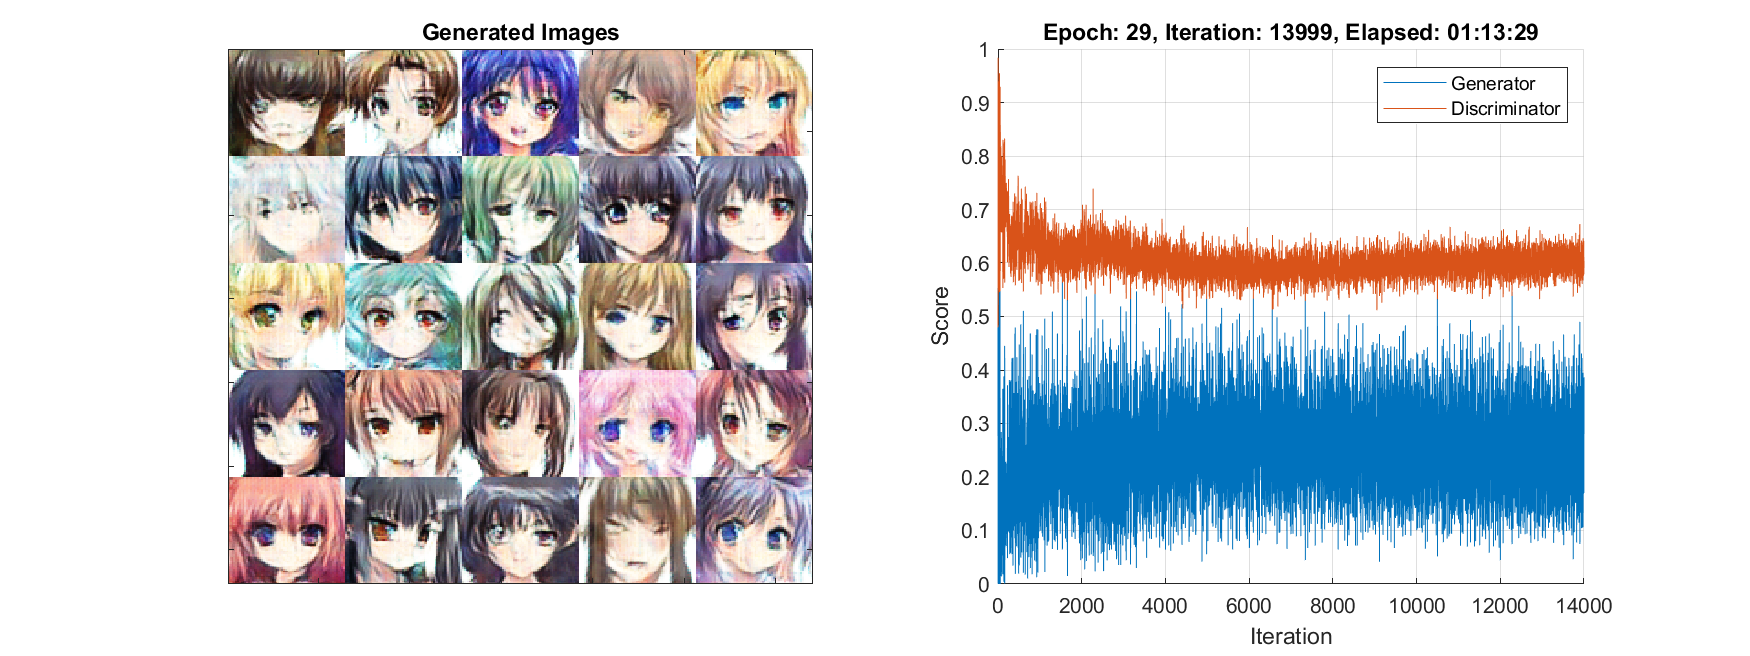 Generated Images
Epoch: 29, Iteration: 13999, Elapsed: 01:13:29
Generator
Discriminator
1
0.9
0.8
0.7
0.6
0.5
0.4
0.3
0.2
0.1
0
Score
0 2000 4000 6000 8000 10000 12000 14000
Iteration